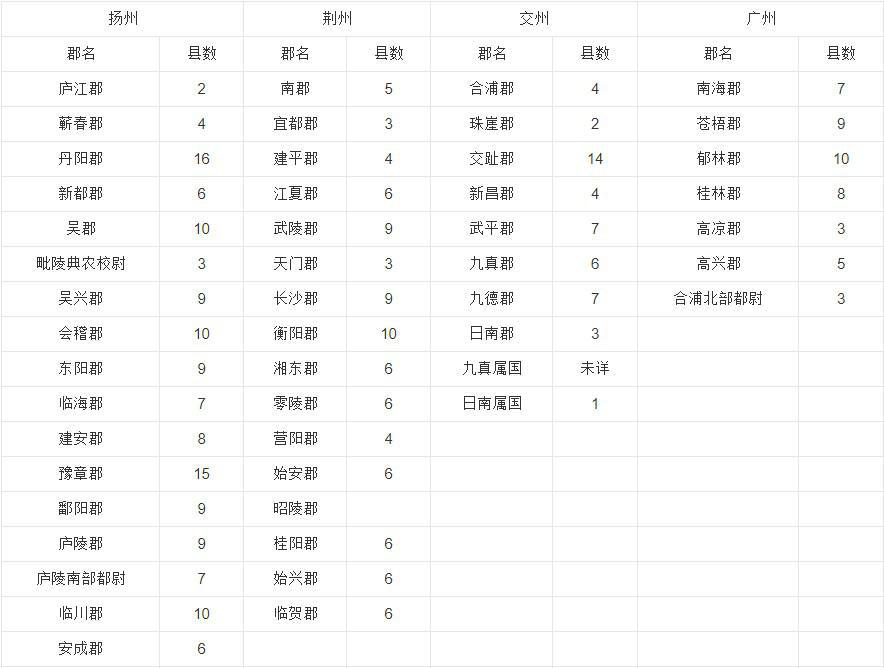 扬州 荆州 交州 广州
郡名 县数 郡名 县数 郡名 县数 郡名 县数
庐江郡 2 南郡 5 合浦郡 4 南海郡 7
蕲春郡 4 宜都郡 3 珠崖郡 2 苍梧郡 9
丹阳郡 16 建平郡 4 交趾郡 14 郁林郡 10
新都郡 6 江夏郡 6 新昌郡 4 桂林郡 8
吴郡 10 武陵郡 9 武平郡 7 高凉郡 3
毗陵典农校尉 3 天门郡 3 九真郡 6 高兴郡 5
吴兴郡 9 长沙郡 9 九德郡 7 合浦北部都尉 3
会稽郡 10 衡阳郡 10 日南郡 3
东阳郡 9 湘东郡 6 九真属国 未详
临海郡 7 零陵郡 6 日南属国 1
建安郡 8 营阳郡 4
豫章郡 15 始安郡 6
鄱阳郡 9 昭陵郡
庐陵郡 9 桂阳郡 6
庐陵南部都尉 7 始兴郡 6
临川郡 10 临贺郡 6
安成郡 6